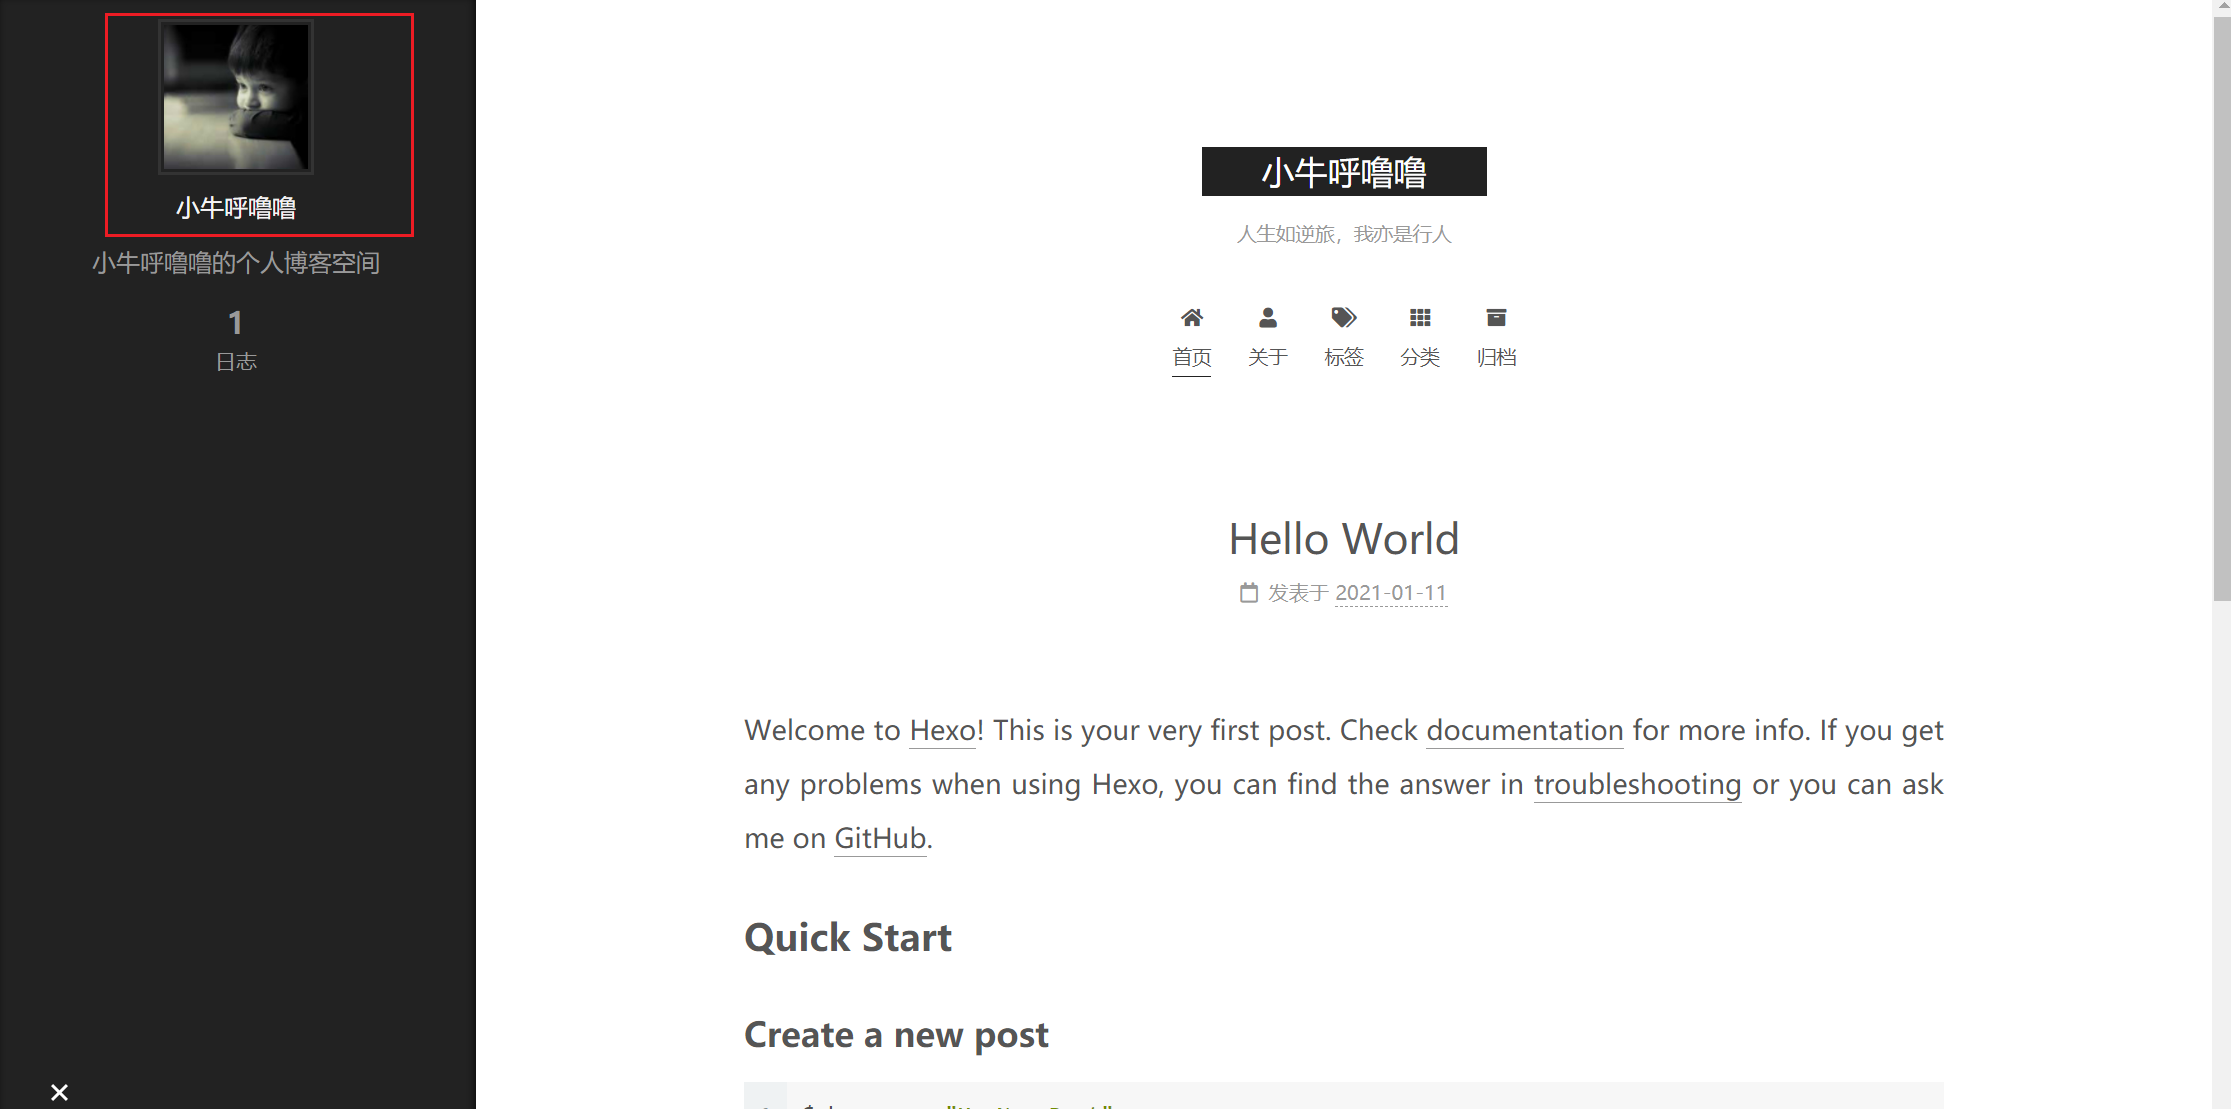 小牛呼噜噜
小牛呼噜噜的个人博客空间
1
日志
小牛呼噜噜
人生如逆旅，我亦是行人
首页 关于 标签 分类 归档
Hello World
发表于 2021-01-11
Welcome to Hexo! This is your very first post. Check documentation for more info. If you get
any problems when using Hexo, you can find the answer in troubleshooting or you can ask
me on GitHub.
Quick Start
Create a new post